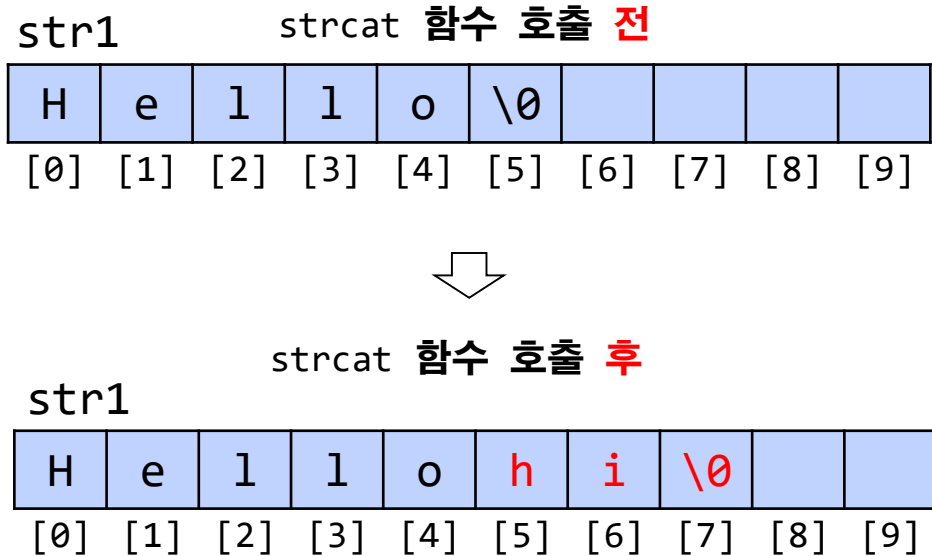 strcat 함수 호출 전
str1
H e l l o \0
[0] [1] [2] [3] [4] [5] [6] [7] [8] [9]
strcat 함수 호출 후
str1
H e l l o h i \0
[0] [1] [2] [3] [4] [5] [6] [7] [8] [9]